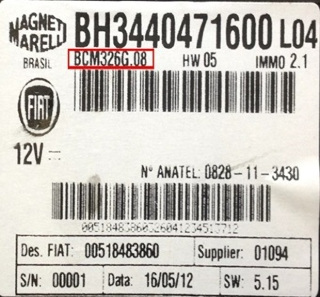 MAGNETI MARELLI BH3440471600 L04
BRASIL BCM326G.08 HW 05 IMMO 2.1
FIAT
12V
Nº ANATEL: 0828-11-3430
Des. FIAT: 00518483860 Supplier: 01094
S/N: 00001 Data: 16/05/12 SW: 5.15